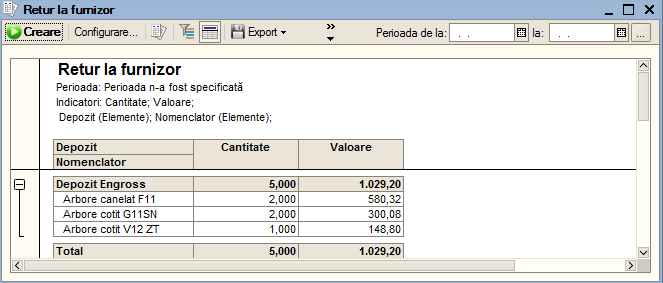 Retur la furnizor
Creare Configurare... Export » Perioada de la: . . la: . . ...
Retur la furnizor
Perioada: Perioada n-a fost specificată
Indicatori: Cantitate; Valoare;
Depozit (Elemente); Nomenclator (Elemente);
Depozit Cantitate Valoare
Nomenclator
Depozit Engross 5,000 1.029,20
Arbore canelat F11 2,000 580,32
Arbore cotit G11SN 2,000 300,08
Arbore cotit V12 ZT 1,000 148,80
Total 5,000 1.029,20